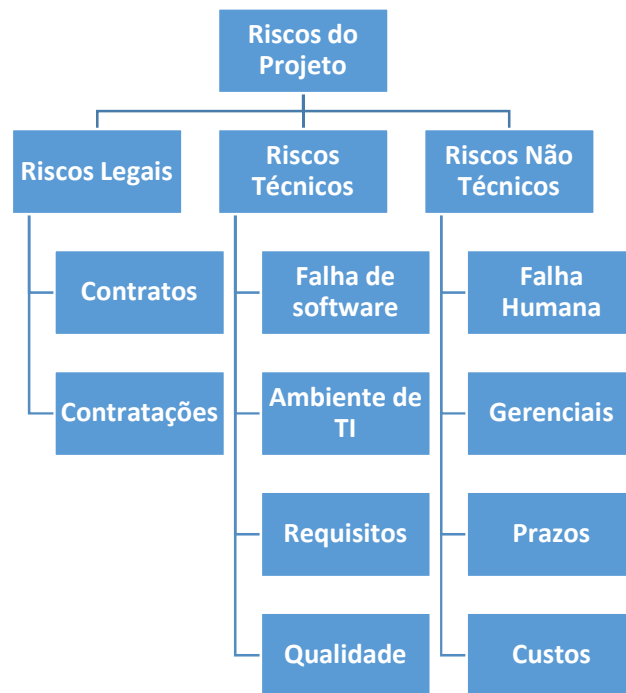 Riscos do
Projeto
Riscos Legais
Riscos
Técnicos
Riscos Não
Técnicos
Contratos
Contratações
Falha de
software
Ambiente de
TI
Requisitos
Qualidade
Falha
Humana
Gerenciais
Prazos
Custos